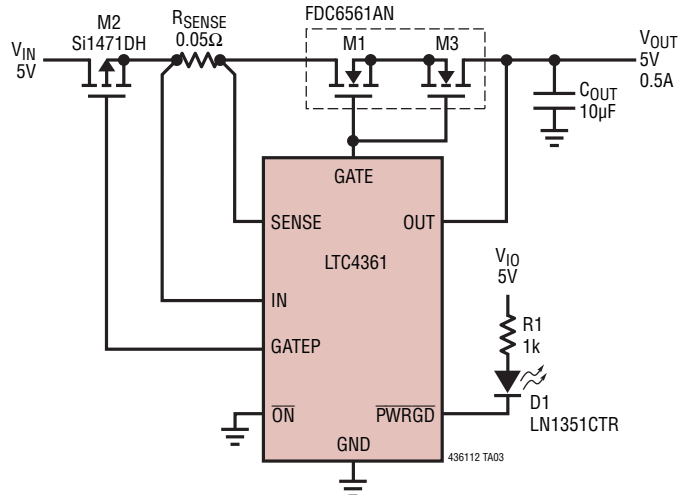 M2
Si1471DH
RSENSE
0.05Ω
FDC6561AN
M1
M3
VIN
5V
VOUT
5V
0.5A
COUT
10µF
GATE
SENSE
OUT
LTC4361
VIO
5V
IN
R1
1k
GATEP
D1
LN1351CTR
ON
PWRGD
GND
436112 TA03